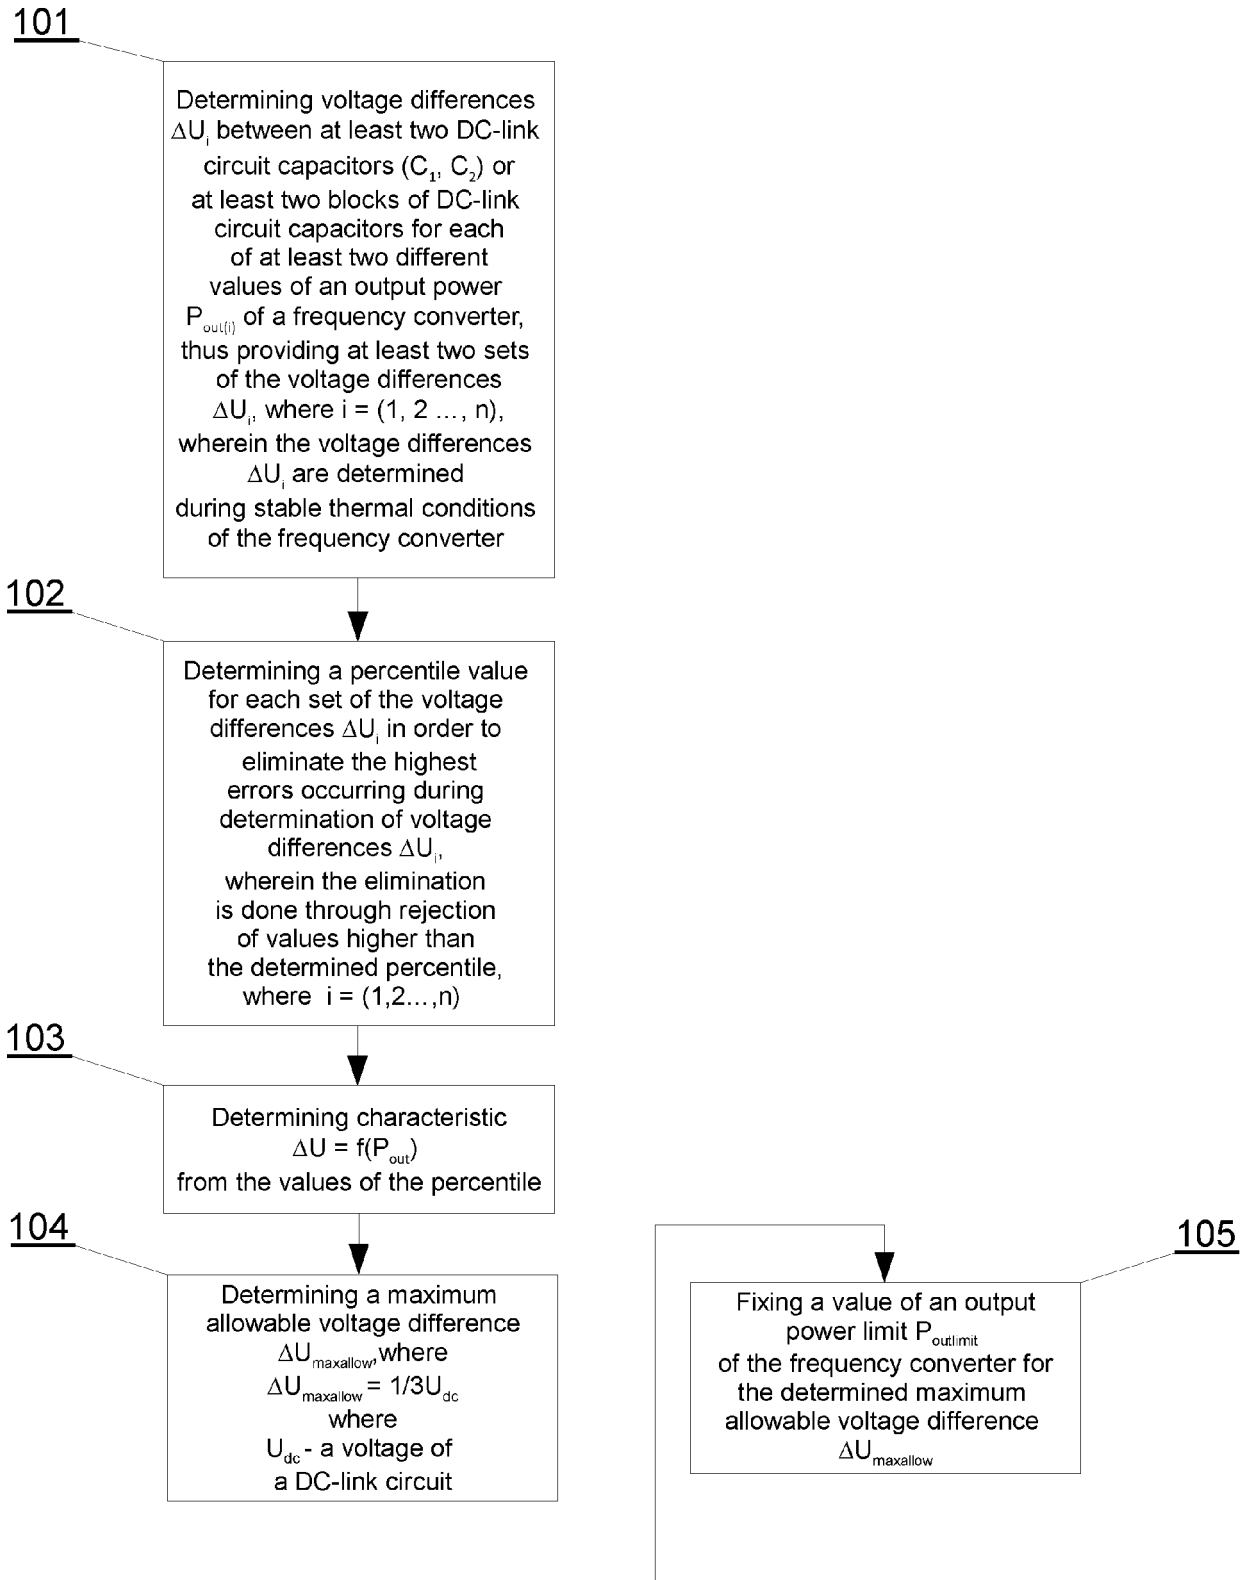 101
Determining voltage differences
ΔUi between at least two DC-link
circuit capacitors (C1, C2) or
at least two blocks of DC-link
circuit capacitors for each
of at least two different
values of an output power
Pout(i) of a frequency converter,
thus providing at least two sets
of the voltage differences
ΔUi, where i = (1, 2 ..., n),
wherein the voltage differences
ΔUi are determined
during stable thermal conditions
of the frequency converter
102
Determining a percentile value
for each set of the voltage
differences ΔUi in order to
eliminate the highest
errors occurring during
determination of voltage
differences ΔUi,
wherein the elimination
is done through rejection
of values higher than
the determined percentile,
where i = (1,2...,n)
103
Determining characteristic
ΔU = f(Pout)
from the values of the percentile
104
Determining a maximum
allowable voltage difference
ΔUmaxallow, where
ΔUmaxallow = 1/3Udc
where
Udc - a voltage of
a DC-link circuit
105
Fixing a value of an output
power limit Poutlimit
of the frequency converter for
the determined maximum
allowable voltage difference
ΔUmaxallow